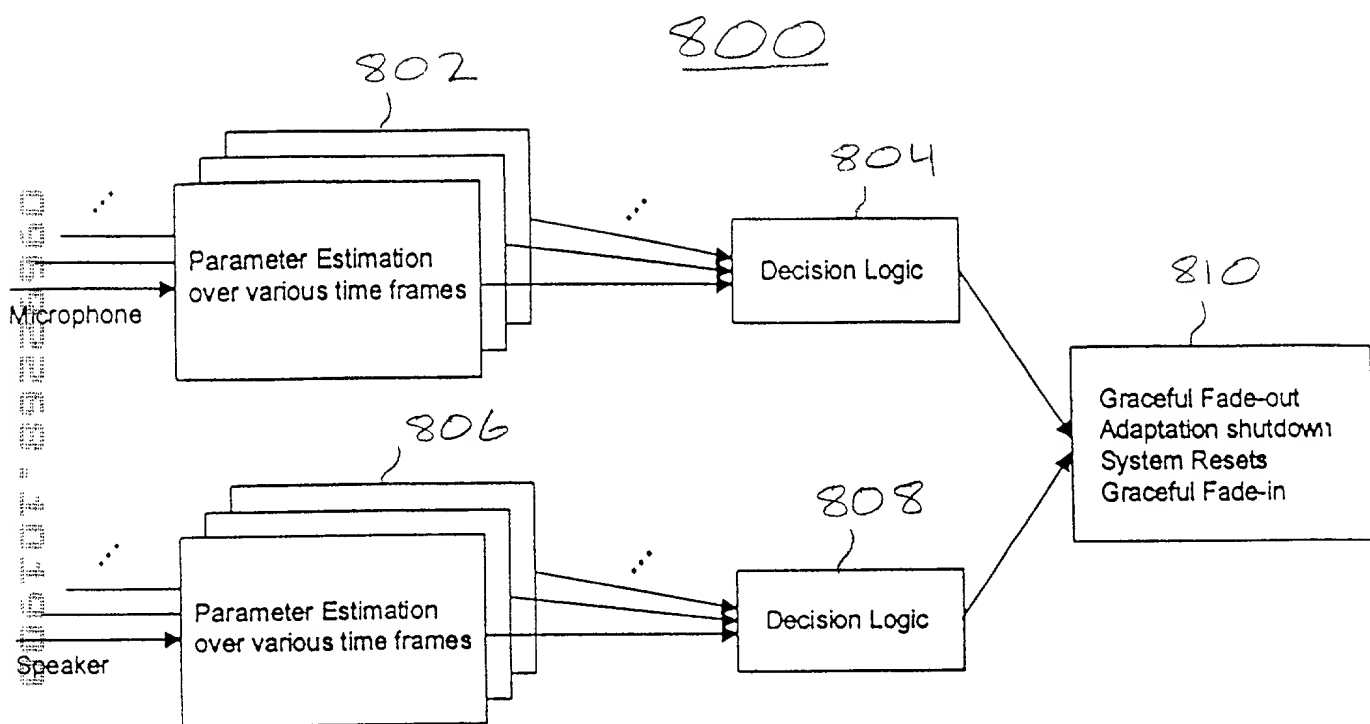 800
802
804
Parameter Estimation
over various time frames
Decision Logic
Microphone
810
Graceful Fade-out
Adaptation shutdown
System Resets
Graceful Fade-in
806
808
Parameter Estimation
over various time frames
Decision Logic
Speaker